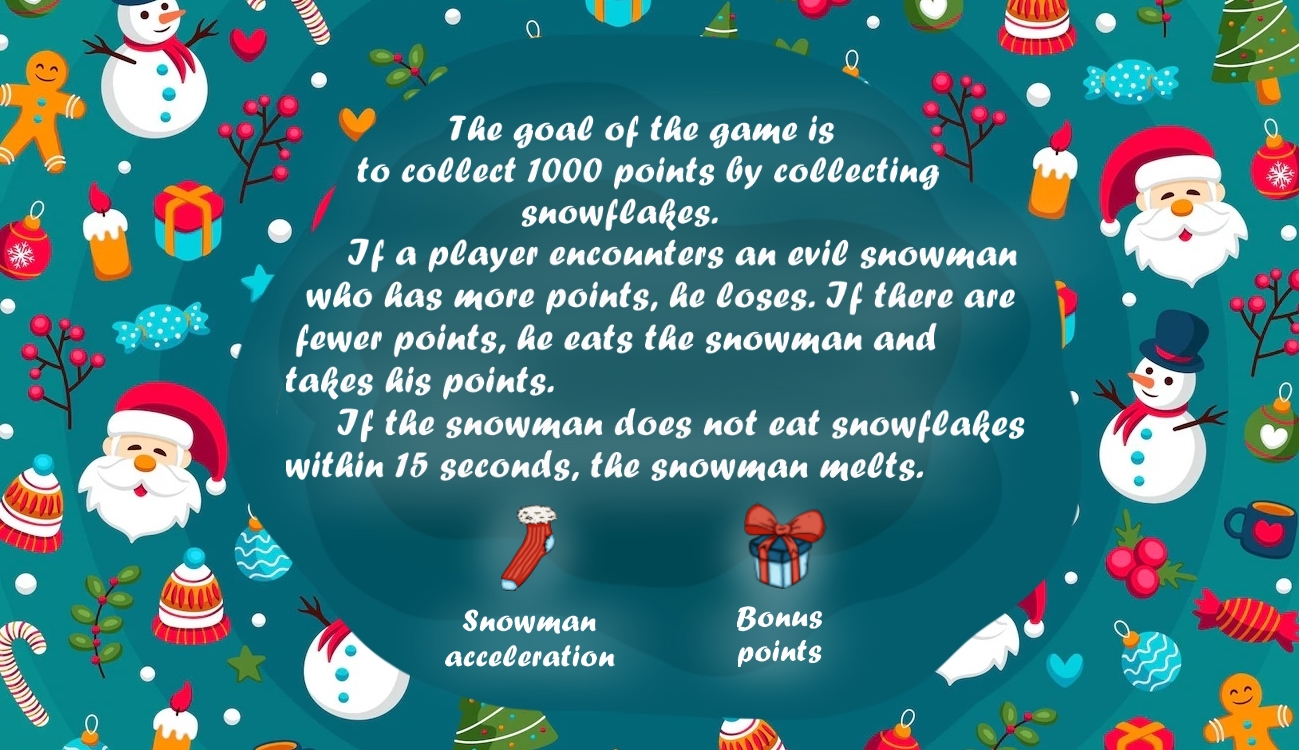 The goal of the game is
to collect 1000 points by collecting
snowflakes.
If a player encounters an evil snowman
who has more points, he loses. If there are
fewer points, he eats the snowman and
takes his points.
If the snowman does not eat snowflakes
within 15 seconds, the snowman melts.
Snowman
acceleration
Bonus
points